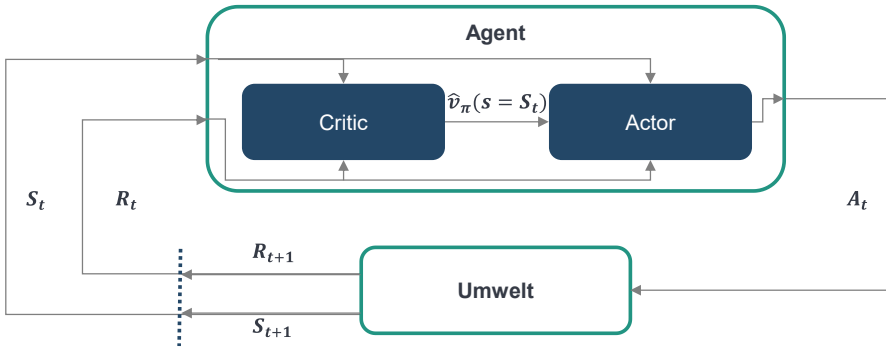 Agent
Critic
v̂π(s = St)
Actor
St
Rt
At
Rt+1
Umwelt
St+1